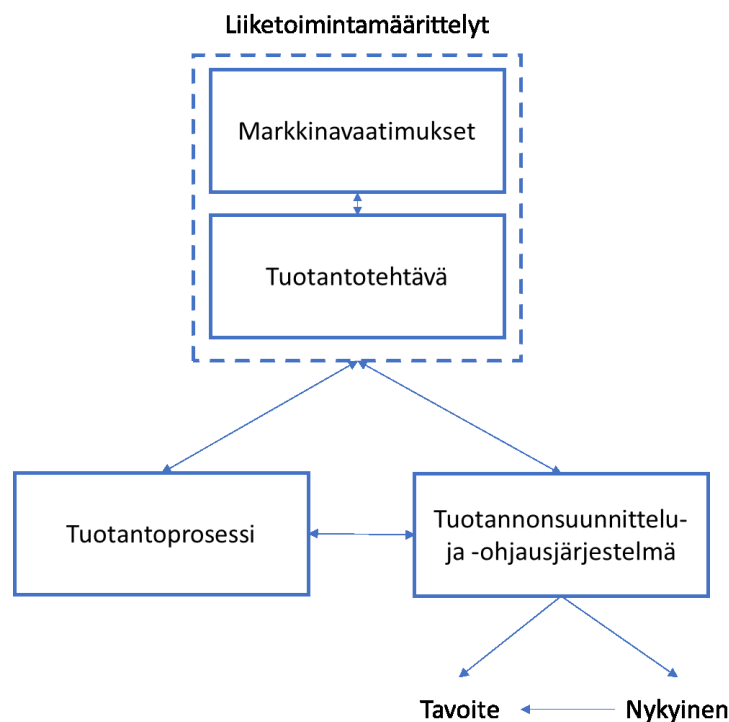 Liiketoimintamäärittelyt
Markkinavaatimukset
Tuotantotehtävä
Tuotantoprosessi
Tuotannonsuunnittelu-
ja -ohjausjärjestelmä
Tavoite
Nykyinen